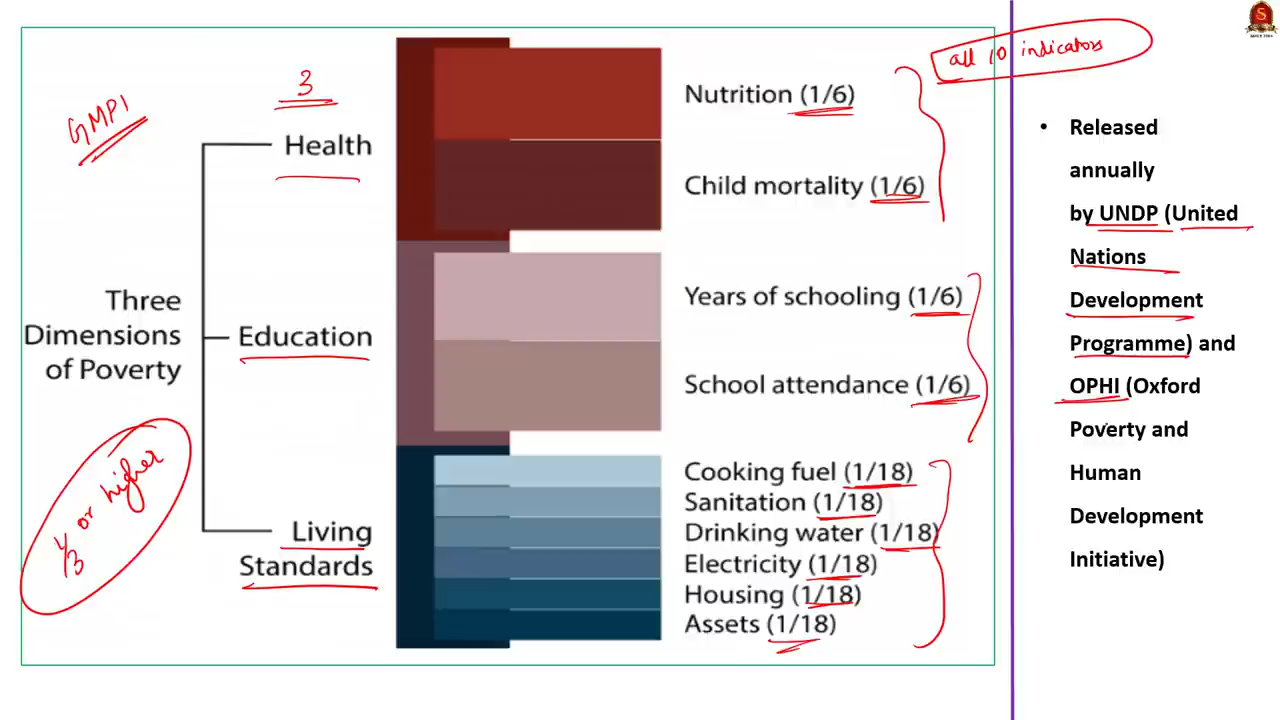 all 10 indicators
GMPI
3
Health
Three
Dimensions
of Poverty
Education
Living
Standards
1/3 or higher
Nutrition (1/6)
Child mortality (1/6)
Years of schooling (1/6)
School attendance (1/6)
Cooking fuel (1/18)
Sanitation (1/18)
Drinking water (1/18)
Electricity (1/18)
Housing (1/18)
Assets (1/18)
• Released
annually
by UNDP (United
Nations
Development
Programme) and
OPHI (Oxford
Poverty and
Human
Development
Initiative)
S